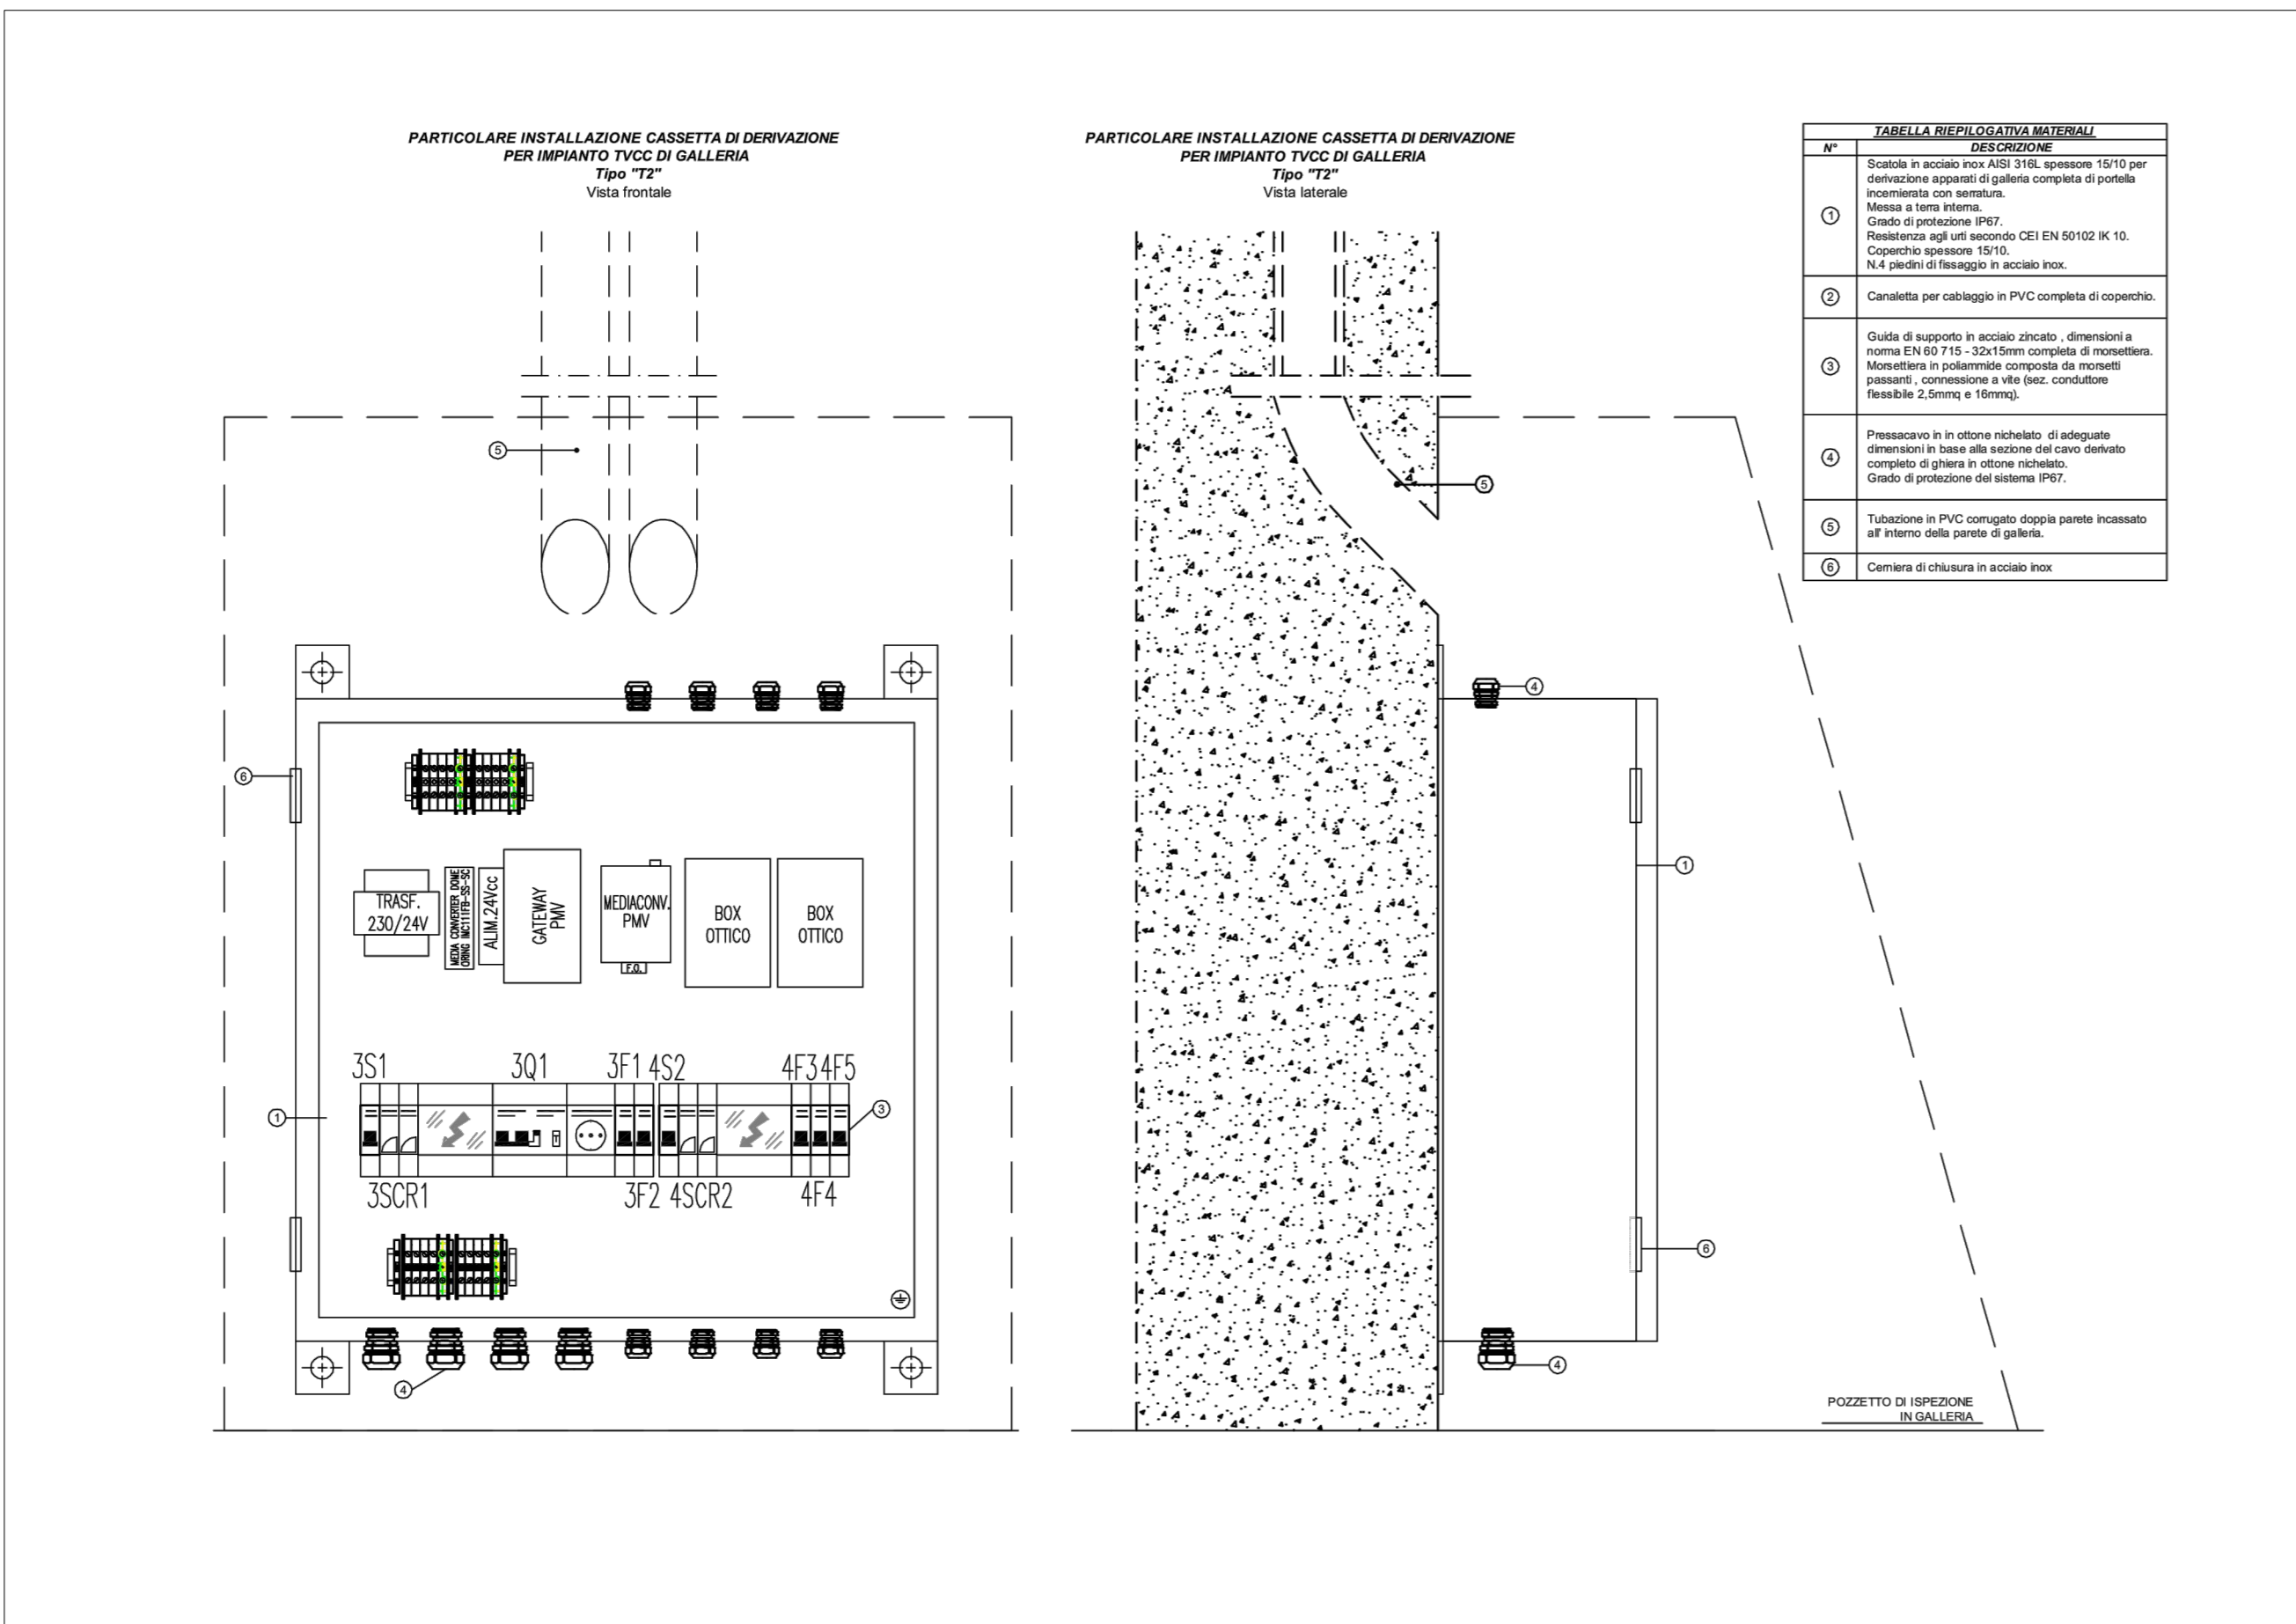 PARTICOLARE INSTALLAZIONE CASSETTA DI DERIVAZIONE
PER IMPIANTO TVCC DI GALLERIA
Tipo "T2"
Vista frontale
5
6
TRASF.
230/24V
MEDIA CONVERTER DOME
ORING IMC111FB-SS-SC
ALIM.24Vcc
GATEWAY
PMV
MEDIACONV.
PMV
F.O.
BOX
OTTICO
BOX
OTTICO
3S1
3Q1
3F1
4S2
4F3
4F5
1
T
3
3SCR1
3F2
4SCR2
4F4
4
PARTICOLARE INSTALLAZIONE CASSETTA DI DERIVAZIONE
PER IMPIANTO TVCC DI GALLERIA
Tipo "T2"
Vista laterale
5
4
1
6
4
POZZETTO DI ISPEZIONE
IN GALLERIA
TABELLA RIEPILOGATIVA MATERIALI
N° DESCRIZIONE
1
Scatola in acciaio inox AISI 316L spessore 15/10 per
derivazione apparati di galleria completa di portella
incernierata con serratura.
Messa a terra interna.
Grado di protezione IP67.
Resistenza agli urti secondo CEI EN 50102 IK 10.
Coperchio spessore 15/10.
N.4 piedini di fissaggio in acciaio inox.
2
Canaletta per cablaggio in PVC completa di coperchio.
3
Guida di supporto in acciaio zincato , dimensioni a
norma EN 60 715 - 32x15mm completa di morsettiera.
Morsettiera in poliammide composta da morsetti
passanti , connessione a vite (sez. conduttore
flessibile 2,5mmq e 16mmq).
4
Pressacavo in in ottone nichelato di adeguate
dimensioni in base alla sezione del cavo derivato
completo di ghiera in ottone nichelato.
Grado di protezione del sistema IP67.
5
Tubazione in PVC corrugato doppia parete incassato
all' interno della parete di galleria.
6
Cerniera di chiusura in acciaio inox